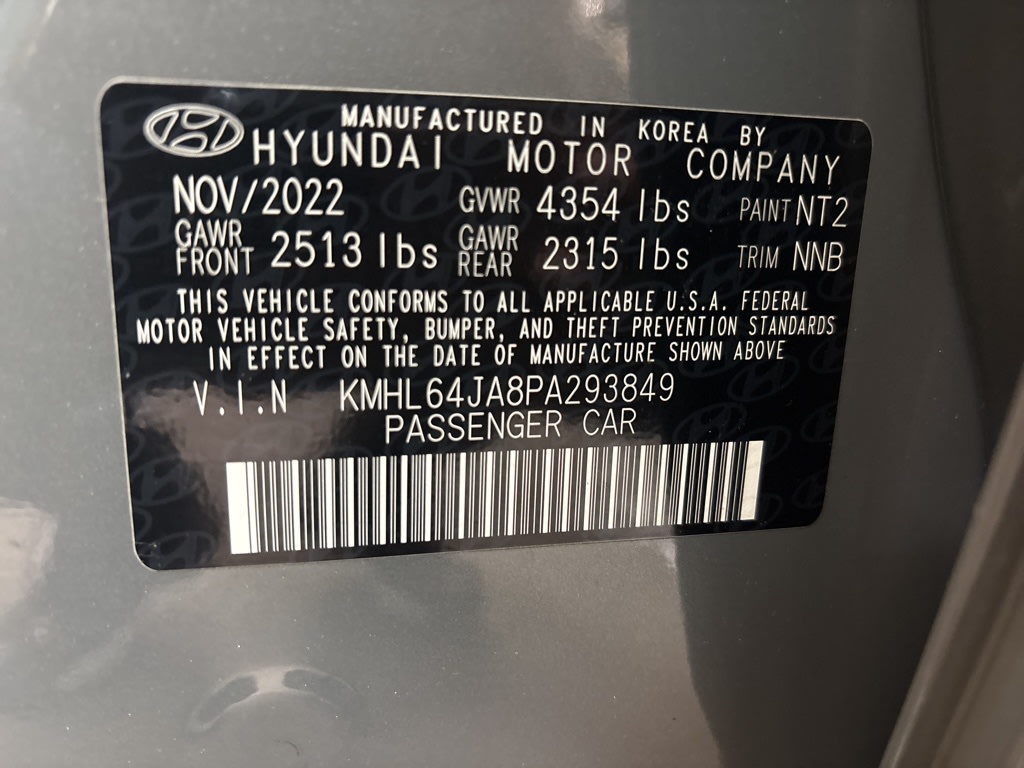 MANUFACTURED IN KOREA BY
HYUNDAI MOTOR COMPANY
NOV/2022 GVWR 4354 lbs PAINT NT2
GAWR FRONT 2513 lbs GAWR REAR 2315 lbs TRIM NNB
THIS VEHICLE CONFORMS TO ALL APPLICABLE U.S.A. FEDERAL
MOTOR VEHICLE SAFETY, BUMPER, AND THEFT PREVENTION STANDARDS
IN EFFECT ON THE DATE OF MANUFACTURE SHOWN ABOVE
V.I.N KMHL64JA8PA293849
PASSENGER CAR